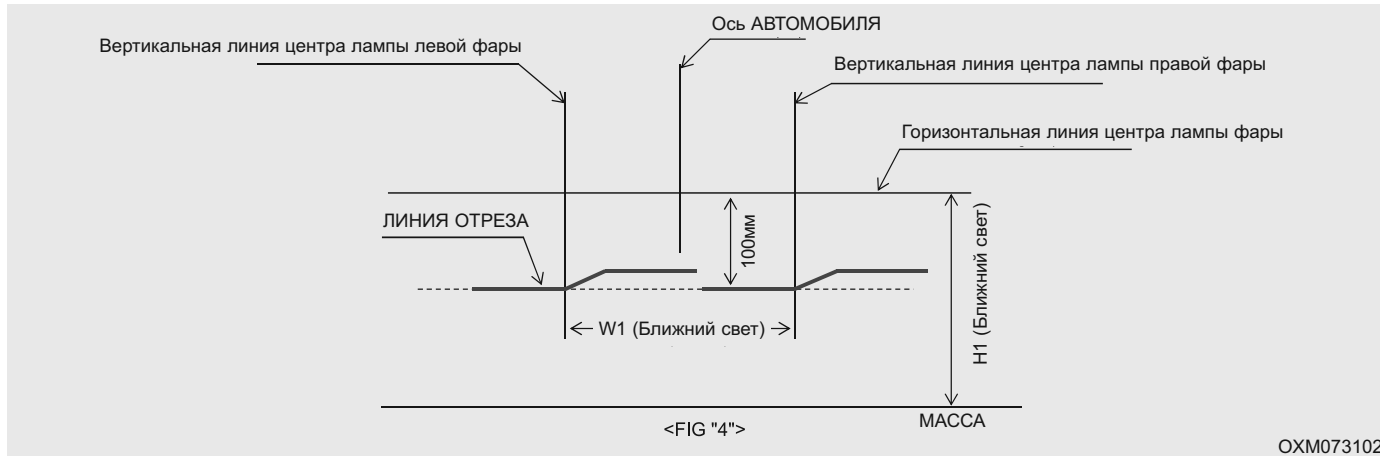 Ось АВТОМОБИЛЯ
Вертикальная линия центра лампы левой фары
Вертикальная линия центра лампы правой фары
Горизонтальная линия центра лампы фары
ЛИНИЯ ОТРЕЗА
100мм
W1 (Ближний свет)
H1 (Ближний свет)
МАССА
<FIG "4">
OXM073102